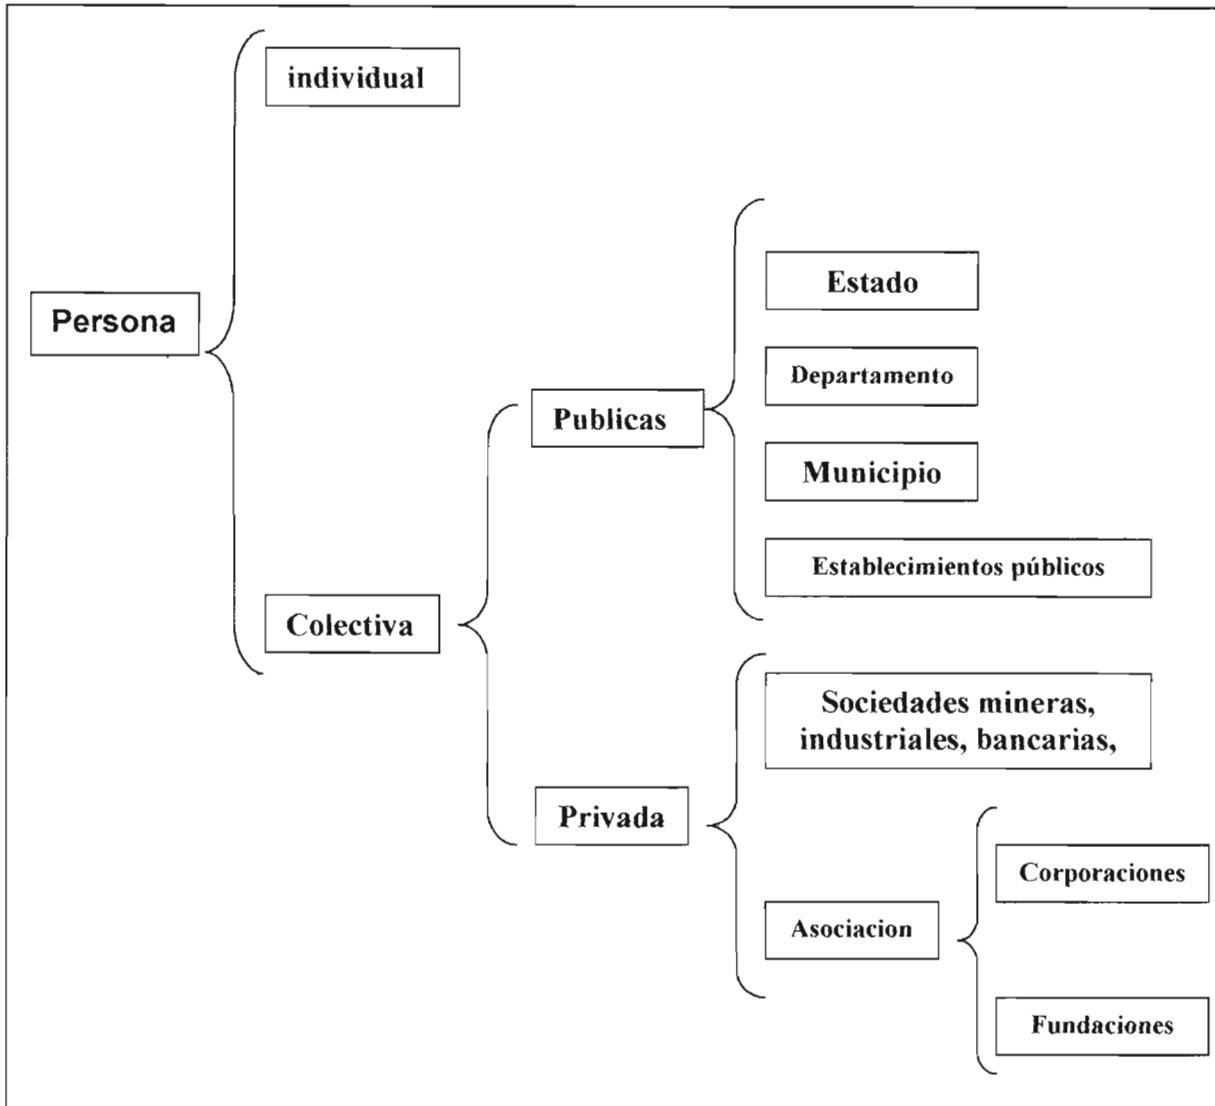 individual
Persona
Estado
Departamento
Publicas
Municipio
Establecimientos públicos
Colectiva
Sociedades mineras,
industriales, bancarias,
Privada
Corporaciones
Asociacion
Fundaciones